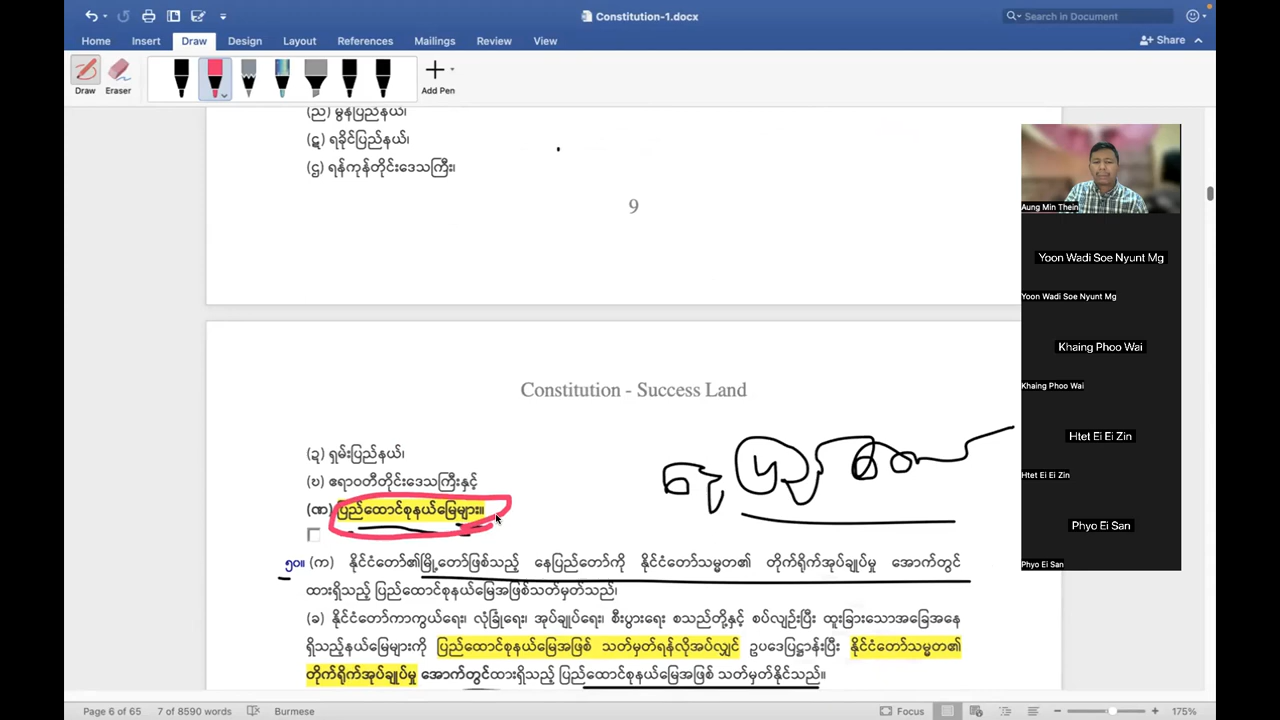 Constitution-1.docx
Search in Document
Home Insert Draw Design Layout References Mailings Review View
Share
Draw Eraser Add Pen
(ည) မွန်ပြည်နယ်၊
(ဋ) ရခိုင်ပြည်နယ်၊
(ဌ) ရန်ကုန်တိုင်းဒေသကြီး၊
9
Constitution - Success Land
(ဍ) ရှမ်းပြည်နယ်၊
(ဎ) ဧရာဝတီတိုင်းဒေသကြီးနှင့်
(ဏ) ပြည်ထောင်စုနယ်မြေများ။
နေပြည်တော်
၅၀။ (က) နိုင်ငံတော်၏မြို့တော်ဖြစ်သည့် နေပြည်တော်ကို နိုင်ငံတော်သမ္မတ၏ တိုက်ရိုက်အုပ်ချုပ်မှု အောက်တွင်
ထားရှိသည့် ပြည်ထောင်စုနယ်မြေအဖြစ်သတ်မှတ်သည်၊
(ခ) နိုင်ငံတော်ကာကွယ်ရေး၊ လုံခြုံရေး၊ အုပ်ချုပ်ရေး၊ စီးပွားရေး စသည်တို့နှင့် စပ်လျဉ်းပြီး ထူးခြားသောအခြေအနေ
ရှိသည့်နယ်မြေများကို ပြည်ထောင်စုနယ်မြေအဖြစ် သတ်မှတ်ရန်လိုအပ်လျှင် ဥပဒေပြဋ္ဌာန်းပြီး နိုင်ငံတော်သမ္မတ၏
တိုက်ရိုက်အုပ်ချုပ်မှု အောက်တွင်ထားရှိသည့် ပြည်ထောင်စုနယ်မြေအဖြစ် သတ်မှတ်နိုင်သည်။
Aung Min Thein
Yoon Wadi Soe Nyunt Mg
Yoon Wadi Soe Nyunt Mg
Khaing Phoo Wai
Khaing Phoo Wai
Htet Ei Ei Zin
Htet Ei Ei Zin
Phyo Ei San
Phyo Ei San
Page 6 of 65 7 of 8590 words Burmese Focus 175%